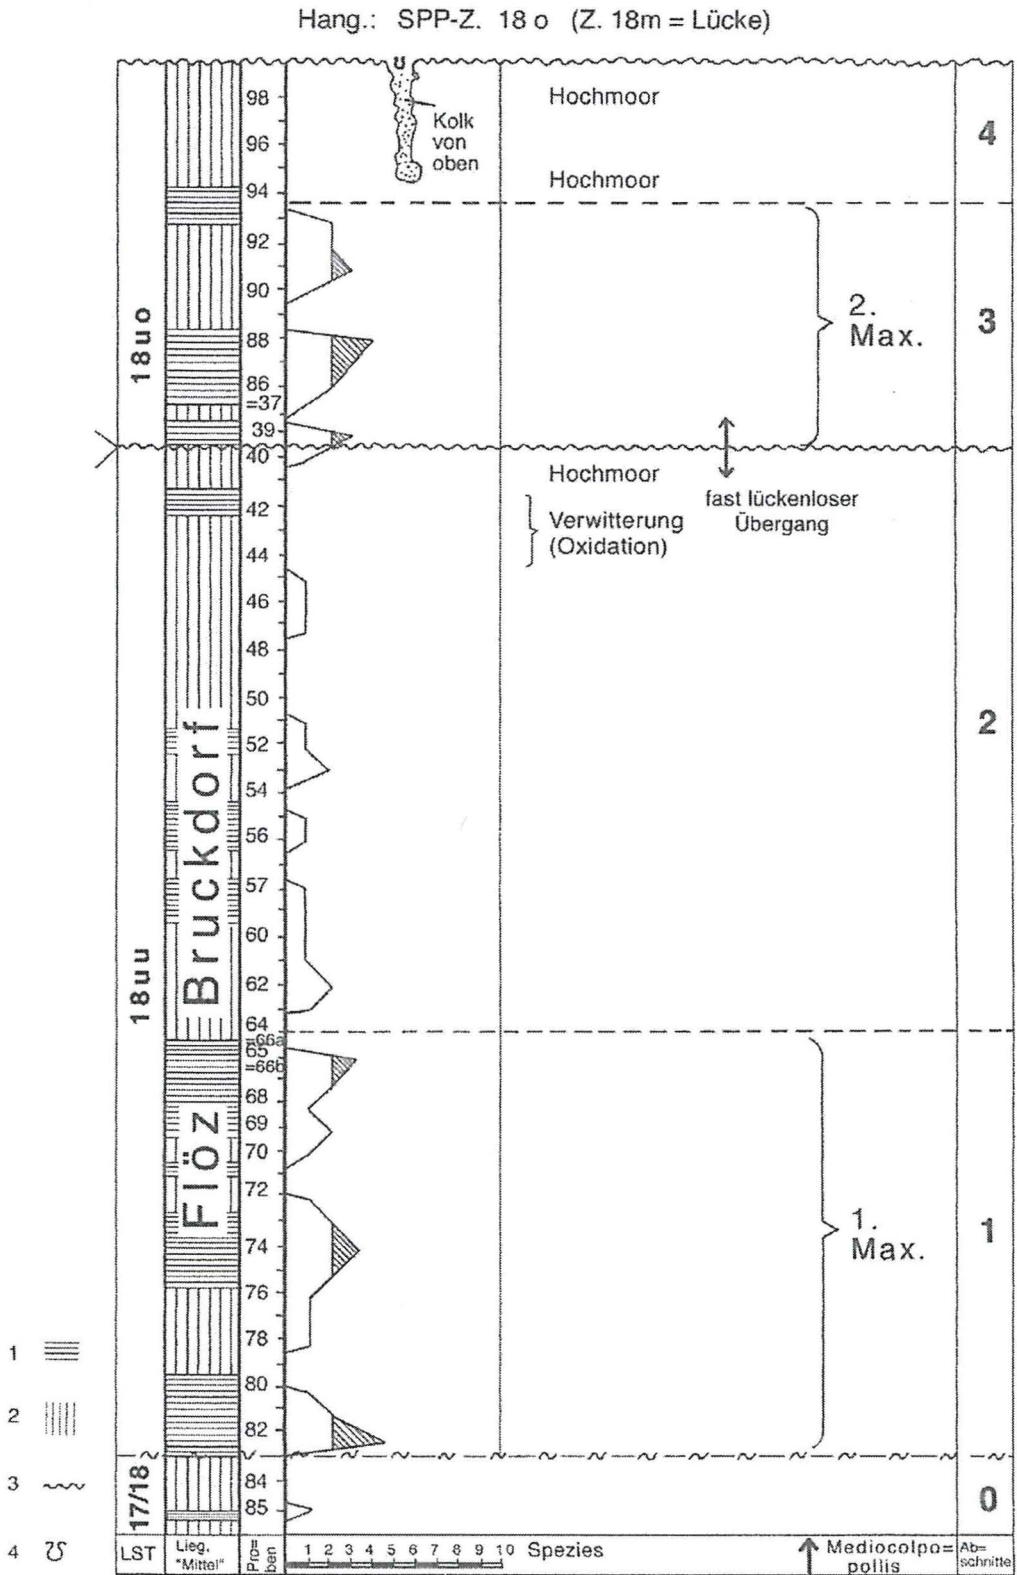 Hang.: SPP-Z. 18 o (Z. 18m = Lücke)
98
96
94
92
90
88
86
=37
39
40
42
44
46
48
50
52
54
56
57
60
62
64
=66a
65
=66b
68
69
70
72
74
76
78
80
82
84
85
18uo
18uu
17/18
Flöz Bruckdorf
Kolk
von
oben
Hochmoor
Hochmoor
2.
Max.
Hochmoor
Verwitterung
(Oxidation)
fast lückenloser
Übergang
1.
Max.
4
3
2
1
0
1
2
3
4
LST
Lieg.
"Mittel"
Pro=
ben
1 2 3 4 5 6 7 8 9 10 Spezies
Mediocolpo=
pollis
Ab=
schnitte